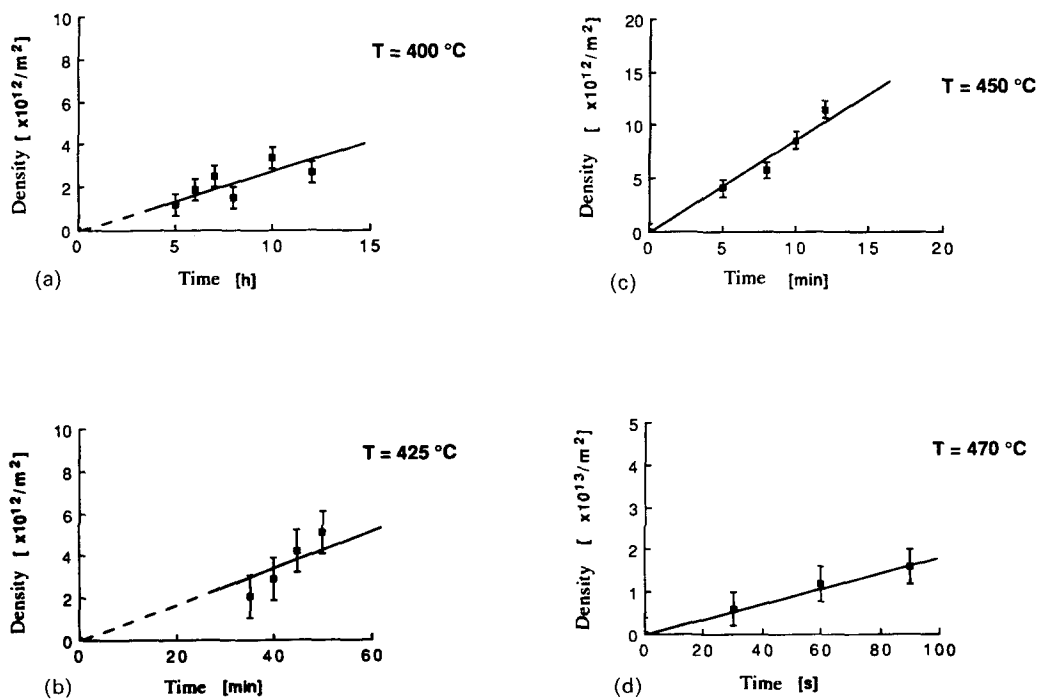 10
8
6
4
2
0
Density [ x10¹²/m²]
T = 400 °C
0 5 10 15
Time [h]
(a)
20
15
10
5
0
Density [ x10¹²/m²]
T = 450 °C
0 5 10 15 20
Time [min]
(c)
10
8
6
4
2
0
Density [ x10¹²/m²]
T = 425 °C
0 20 40 60
Time [min]
(b)
5
4
3
2
1
0
Density [ x10¹³/m²]
T = 470 °C
0 20 40 60 80 100
Time [s]
(d)